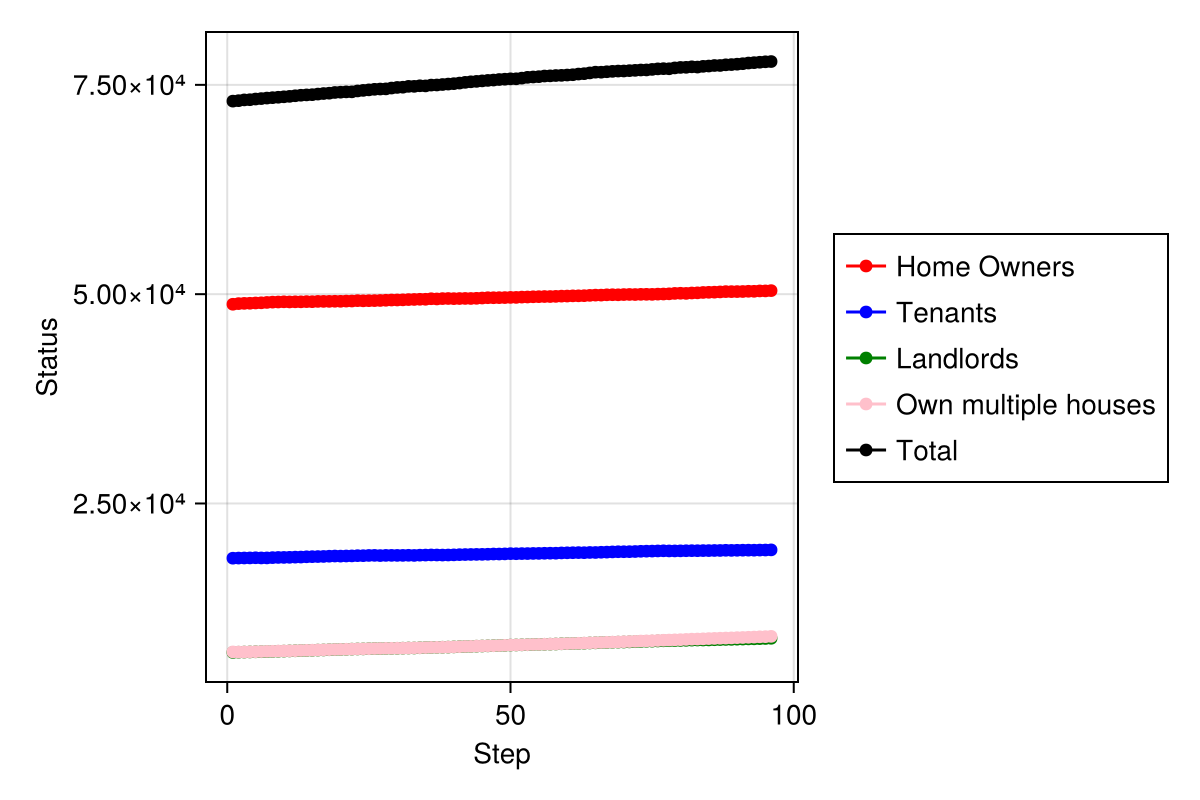 7.50×10⁴
5.00×10⁴
2.50×10⁴
Status
0 50 100
Step
Home Owners
Tenants
Landlords
Own multiple houses
Total